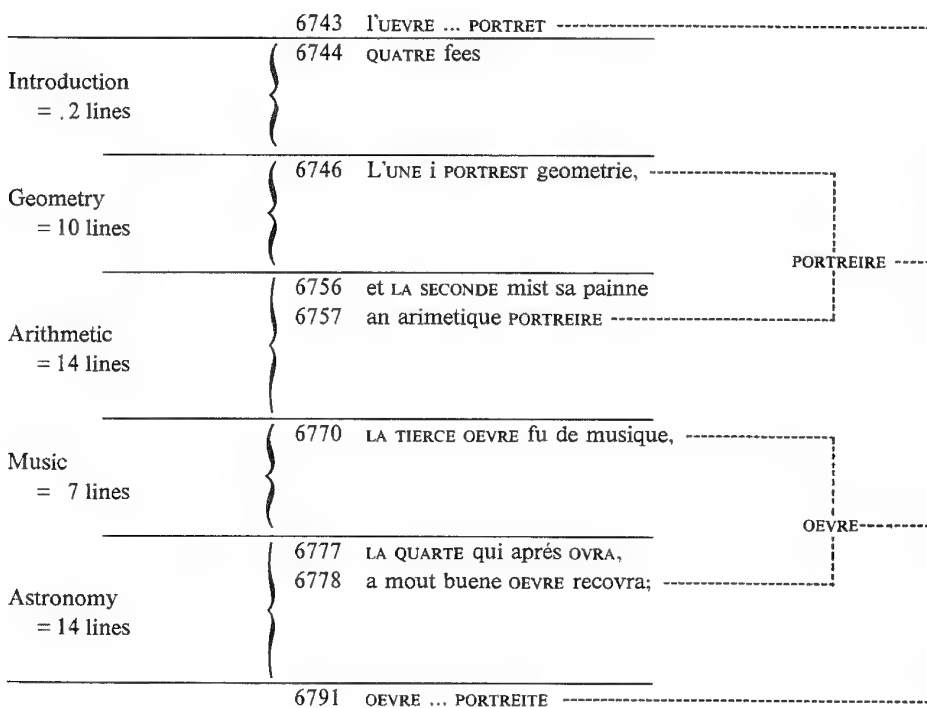 6743 l'UEVRE ... PORTRET
6744 QUATRE fees
Introduction
= .2 lines
6746 L'UNE i PORTREST geometrie,
Geometry
= 10 lines
PORTREIRE
6756 et LA SECONDE mist sa painne
6757 an arimetique PORTREIRE
Arithmetic
= 14 lines
6770 LA TIERCE OEVRE fu de musique,
Music
= 7 lines
OEVRE
6777 LA QUARTE qui aprés OVRA,
6778 a mout buene OEVRE recovra;
Astronomy
= 14 lines
6791 OEVRE ... PORTREITE